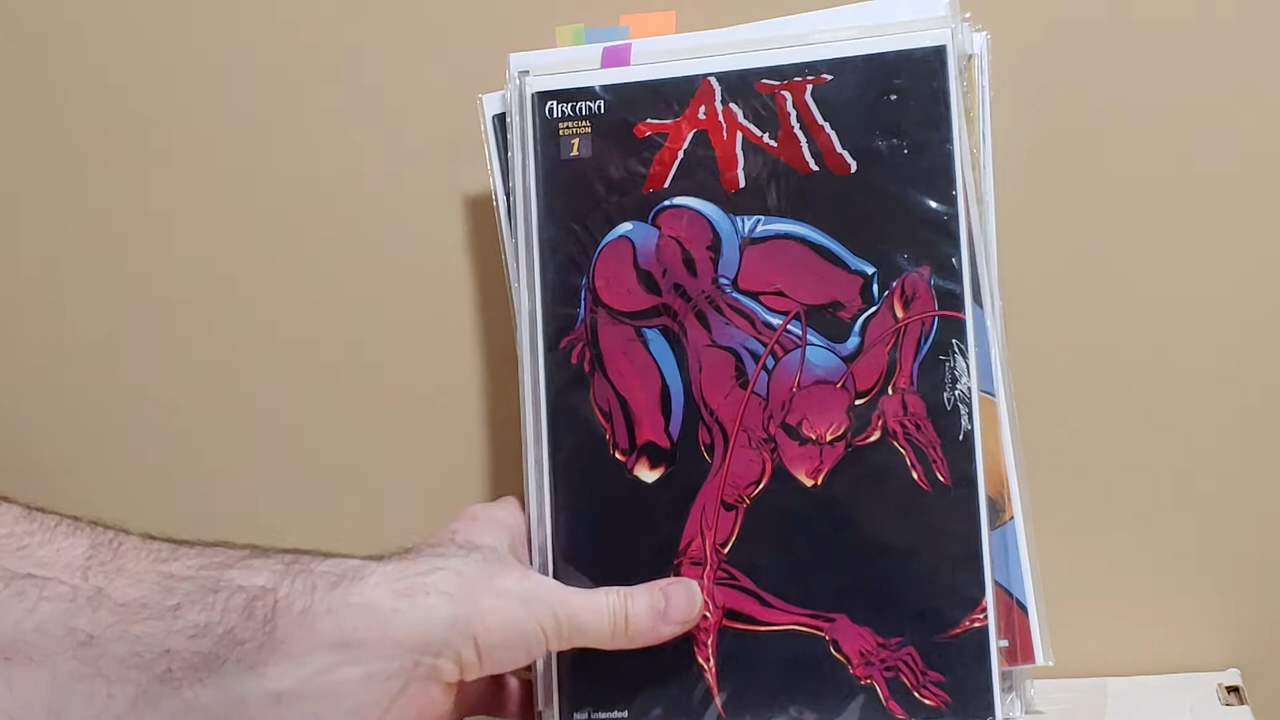 ARCANA
SPECIAL
EDITION
1
ANT
Not intended